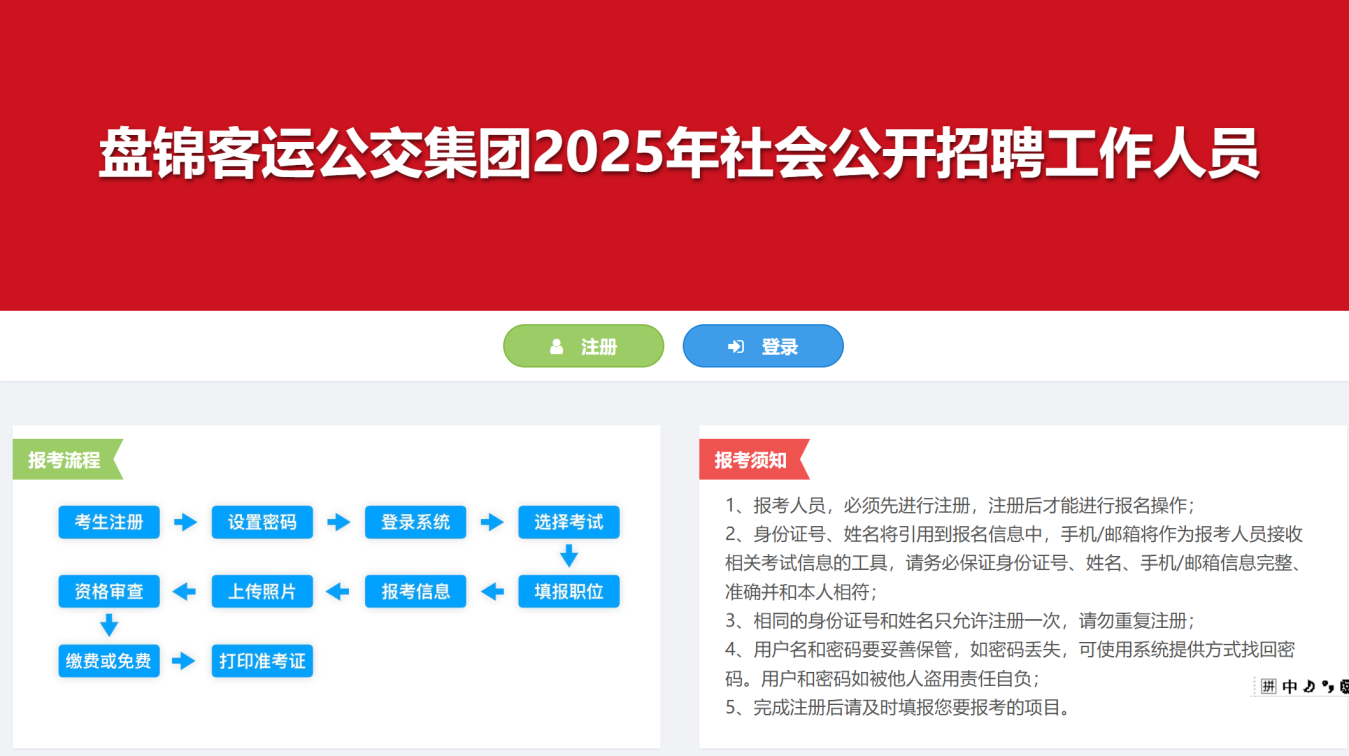 盘锦客运公交集团2025年社会公开招聘工作人员
注册
登录
报考流程
考生注册
设置密码
登录系统
选择考试
填报职位
报考信息
上传照片
资格审查
缴费或免费
打印准考证
报考须知
1、报考人员，必须先进行注册，注册后才能进行报名操作；
2、身份证号、姓名将引用到报名信息中，手机/邮箱将作为报考人员接收
相关考试信息的工具，请务必保证身份证号、姓名、手机/邮箱信息完整、
准确并和本人相符；
3、相同的身份证号和姓名只允许注册一次，请勿重复注册；
4、用户名和密码要妥善保管，如密码丢失，可使用系统提供方式找回密
码。用户和密码如被他人盗用责任自负；
5、完成注册后请及时填报您要报考的项目。
拼 中